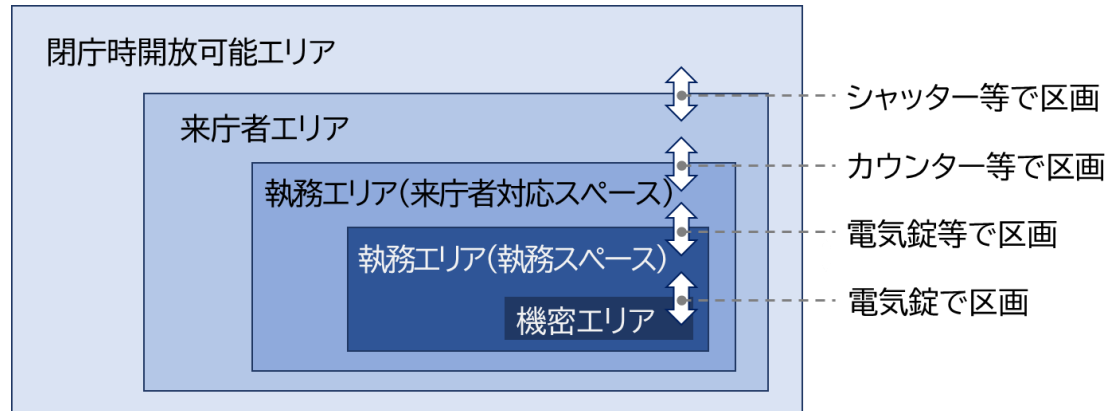 閉庁時開放可能エリア
シャッター等で区画
来庁者エリア
カウンター等で区画
執務エリア(来庁者対応スペース)
電気錠等で区画
執務エリア(執務スペース)
電気錠で区画
機密エリア